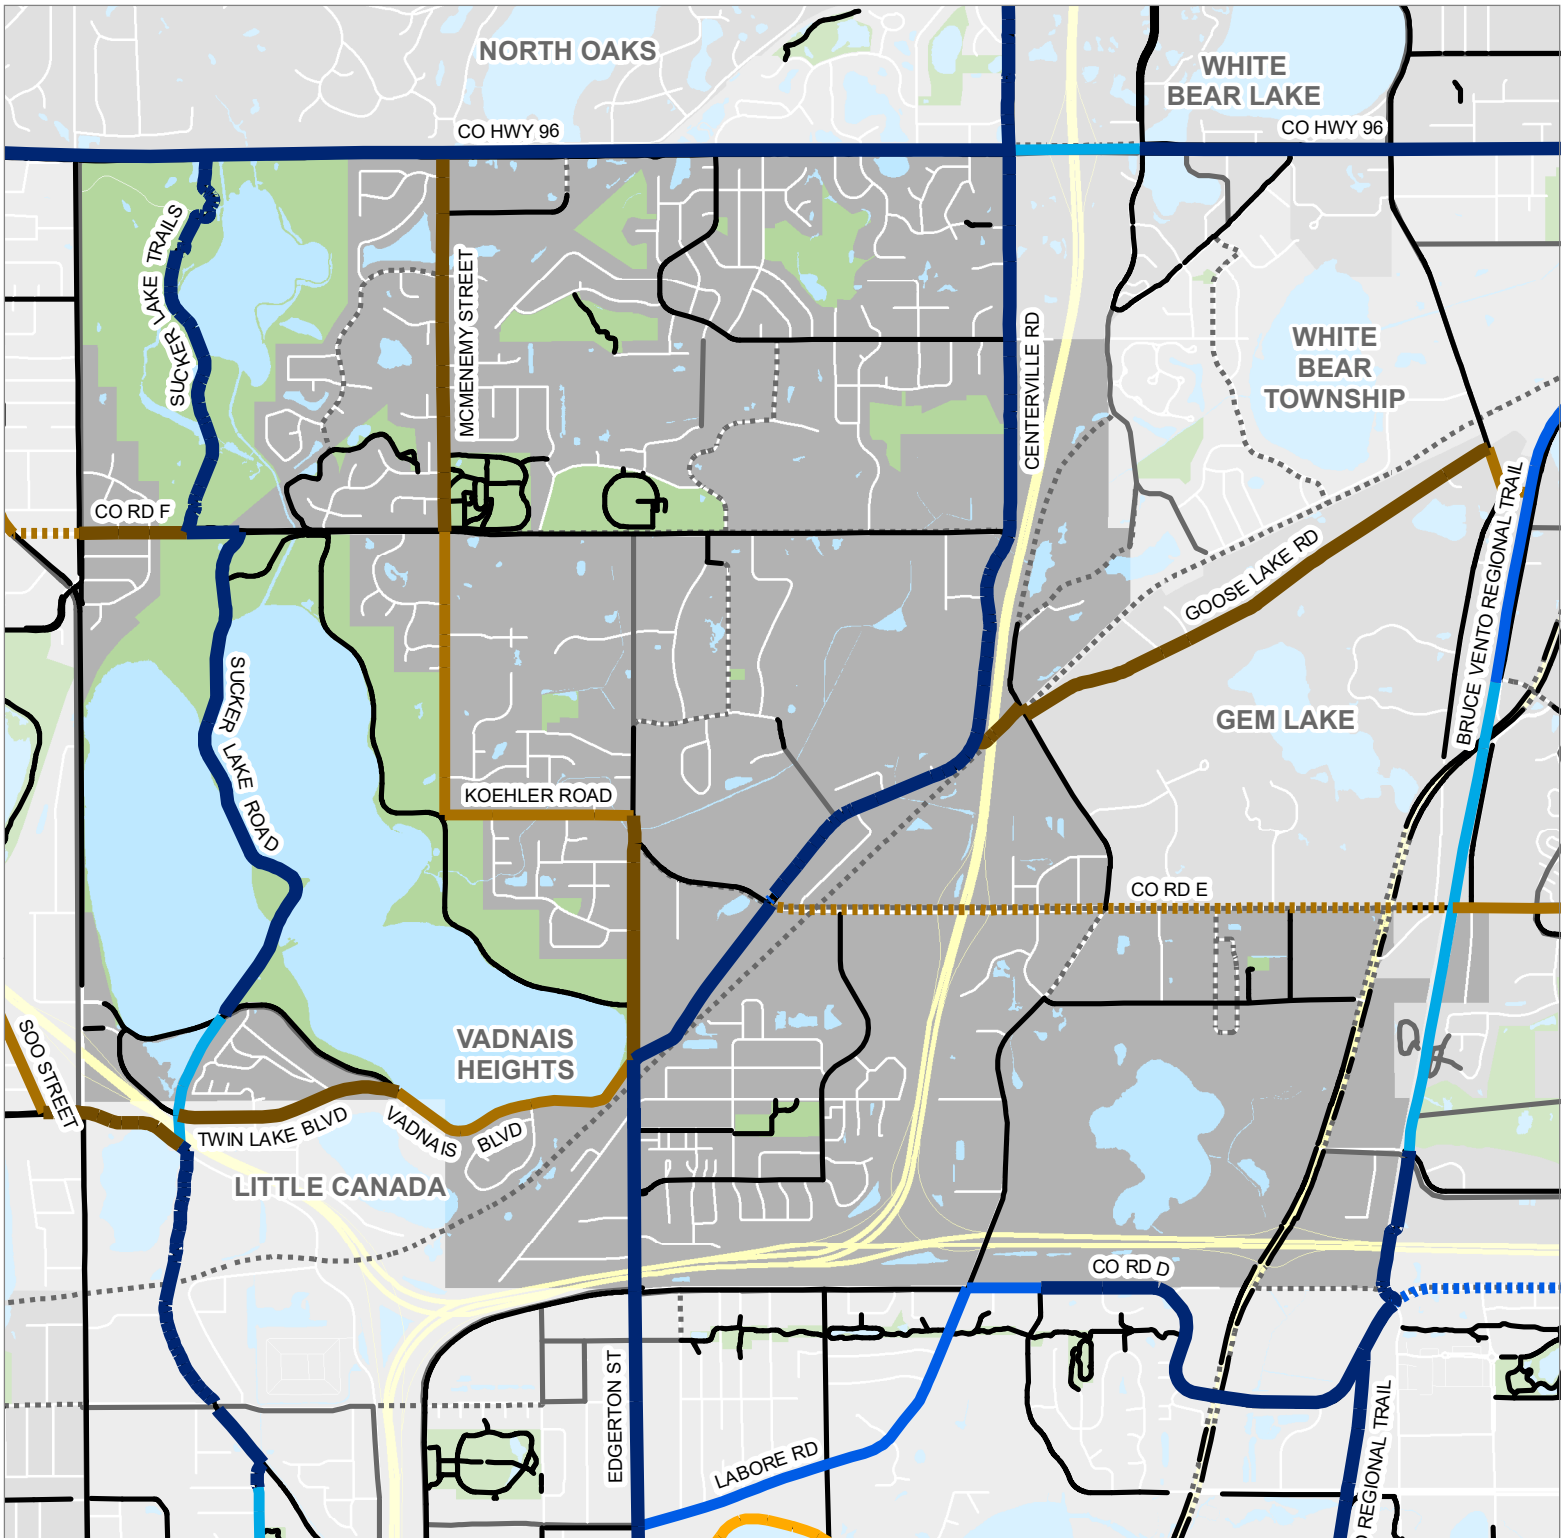 NORTH OAKS
WHITE
BEAR LAKE
CO HWY 96
CO HWY 96
SUCKER LAKE TRAILS
MCMENEMY STREET
CENTERVILLE RD
WHITE
BEAR
TOWNSHIP
CO RD F
BRUCE VENTO REGIONAL TRAIL
GOOSE LAKE RD
SUCKER LAKE ROAD
GEM LAKE
KOEHLER ROAD
CO RD E
SOO STREET
VADNAIS
HEIGHTS
TWIN LAKE BLVD
VADNAIS BLVD
LITTLE CANADA
CO RD D
EDGERTON ST
LABORE RD
REGIONAL TRAIL